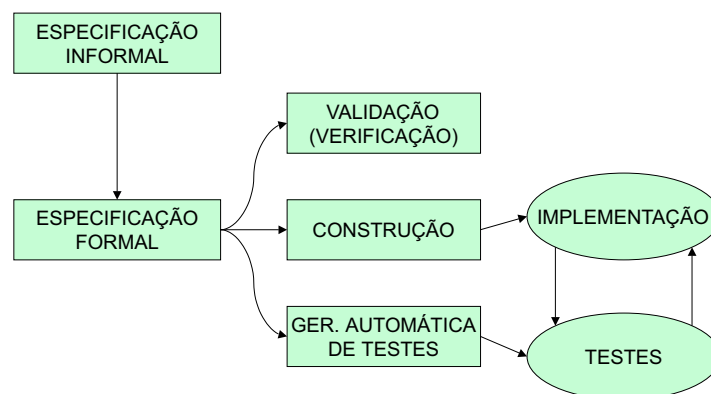 ESPECIFICAÇÃO
INFORMAL
VALIDAÇÃO
(VERIFICAÇÃO)
ESPECIFICAÇÃO
FORMAL
CONSTRUÇÃO
IMPLEMENTAÇÃO
GER. AUTOMÁTICA
DE TESTES
TESTES